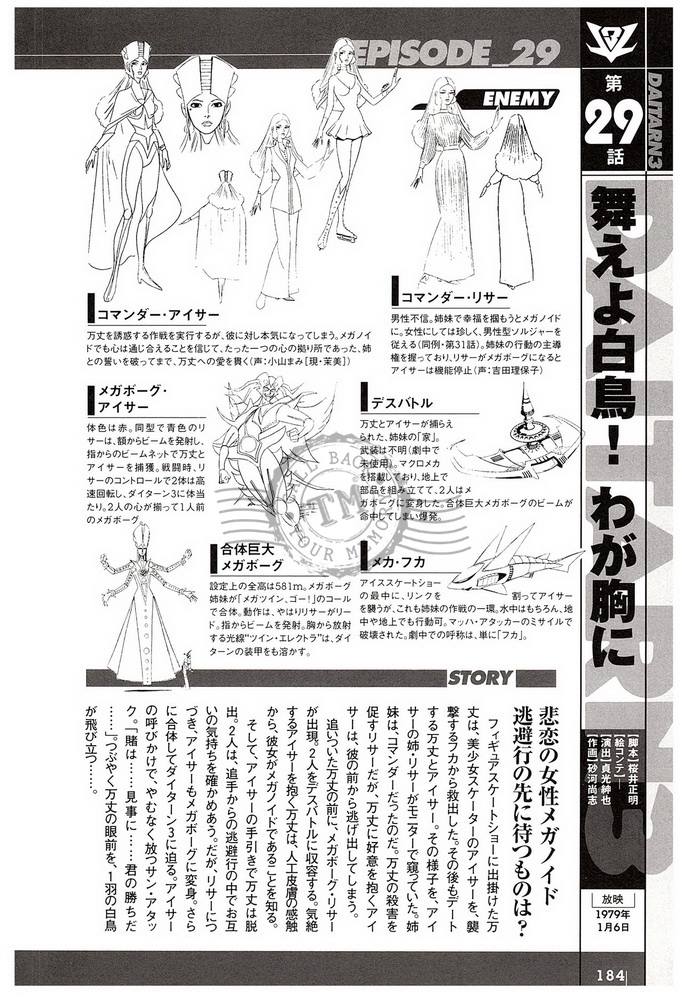 EPISODE_29
ENEMY
DAITARN3
第
29
話
舞えよ白鳥！ わが胸に
DAITARN3
[脚本]桜井正明
[絵コンテ]―
[演出]貞光紳也
[作画]砂河尚志
放映
1979年
1月6日
コマンダー・アイサー
万丈を誘惑する作戦を実行するが、彼に対し本気になってしまう。メガノイ
ドでも心は通じ合えることを信じて、たった一つの心の拠り所であった、姉
との誓いを破ってまで、万丈への愛を貫く（声：小山まみ［現・茉美］）
コマンダー・リサー
男性不信。姉妹で幸福を掴もうとメガノイド
に。女性にしては珍しく、男性型ソルジャーを
従える（同例・第31話）。姉妹の行動の主導
権を握っており、リサーがメガボーグになると
アイサーは機能停止（声：吉田理保子）
メガボーグ・
アイサー
体色は赤。同型で青色のリ
サーは、額からビームを発射し、
指からのビームネットで万丈と
アイサーを捕獲。戦闘時、リ
サーのコントロールで2体は高
速回転し、ダイターン3に体当
たり。2人の心が揃って1人前
のメガボーグ。
デスバトル
万丈とアイサーが捕えら
れた、姉妹の「家」。
武装は不明（劇中で
未使用）。マクロメカ
を搭載しており、地上で
部品を組み立てて、2人はメ
ガボーグに変身した。合体巨大メガボーグのビームが
命中してしまい爆発。
合体巨大
メガボーグ
設定上の全高は581m。メガボーグ
姉妹が「メガツイン、ゴー！」のコール
で合体。動作は、やはりリサーがリー
ド。指からビームを発射。胸から放射
する光線“ツイン・エレクトラ”は、ダイ
ターンの装甲をも溶かす。
メカ・フカ
アイススケートショー
の最中に、リンクを割ってアイサー
を襲うが、これも姉妹の作戦の一環。水中はもちろん、地
中や地上でも行動可。マッハ・アタッカーのミサイルで
破壊された。劇中での呼称は、単に「フカ」。
STORY
悲恋の女性メガノイド
逃避行の先に待つものは？
フィギュアスケートショーに出掛けた万
丈は、美少女スケーターのアイサーを、襲
撃するフカから救出した。その後もデート
する万丈とアイサー。その様子を、アイ
サーの姉・リサーがモニターで窺っていた。姉
妹は、コマンダーだったのだ。万丈の殺害を
促すリサーだが、万丈に好意を抱くアイ
サーは、彼の前から逃げ出してしまう。
追いついた万丈の前に、メガボーグ・リサー
が出現。2人をデスバトルに収容する。気絶
するアイサーを抱く万丈は、人工皮膚の感触
から、彼女がメガノイドであることを知る。
そして、アイサーの手引きで万丈は脱
出。2人は、追手からの逃避行の中でお互
いの気持ちを確かめあう。だが、リサーにつ
づき、アイサーもメガボーグに変身。さら
に合体してダイターン3に迫る。アイサー
の呼びかけで、やむなく放つサン・アタッ
ク。「賭は……見事に……君の勝ちだ
……」。つぶやく万丈の眼前を、1羽の白鳥
が飛び立つ……。
TM
184